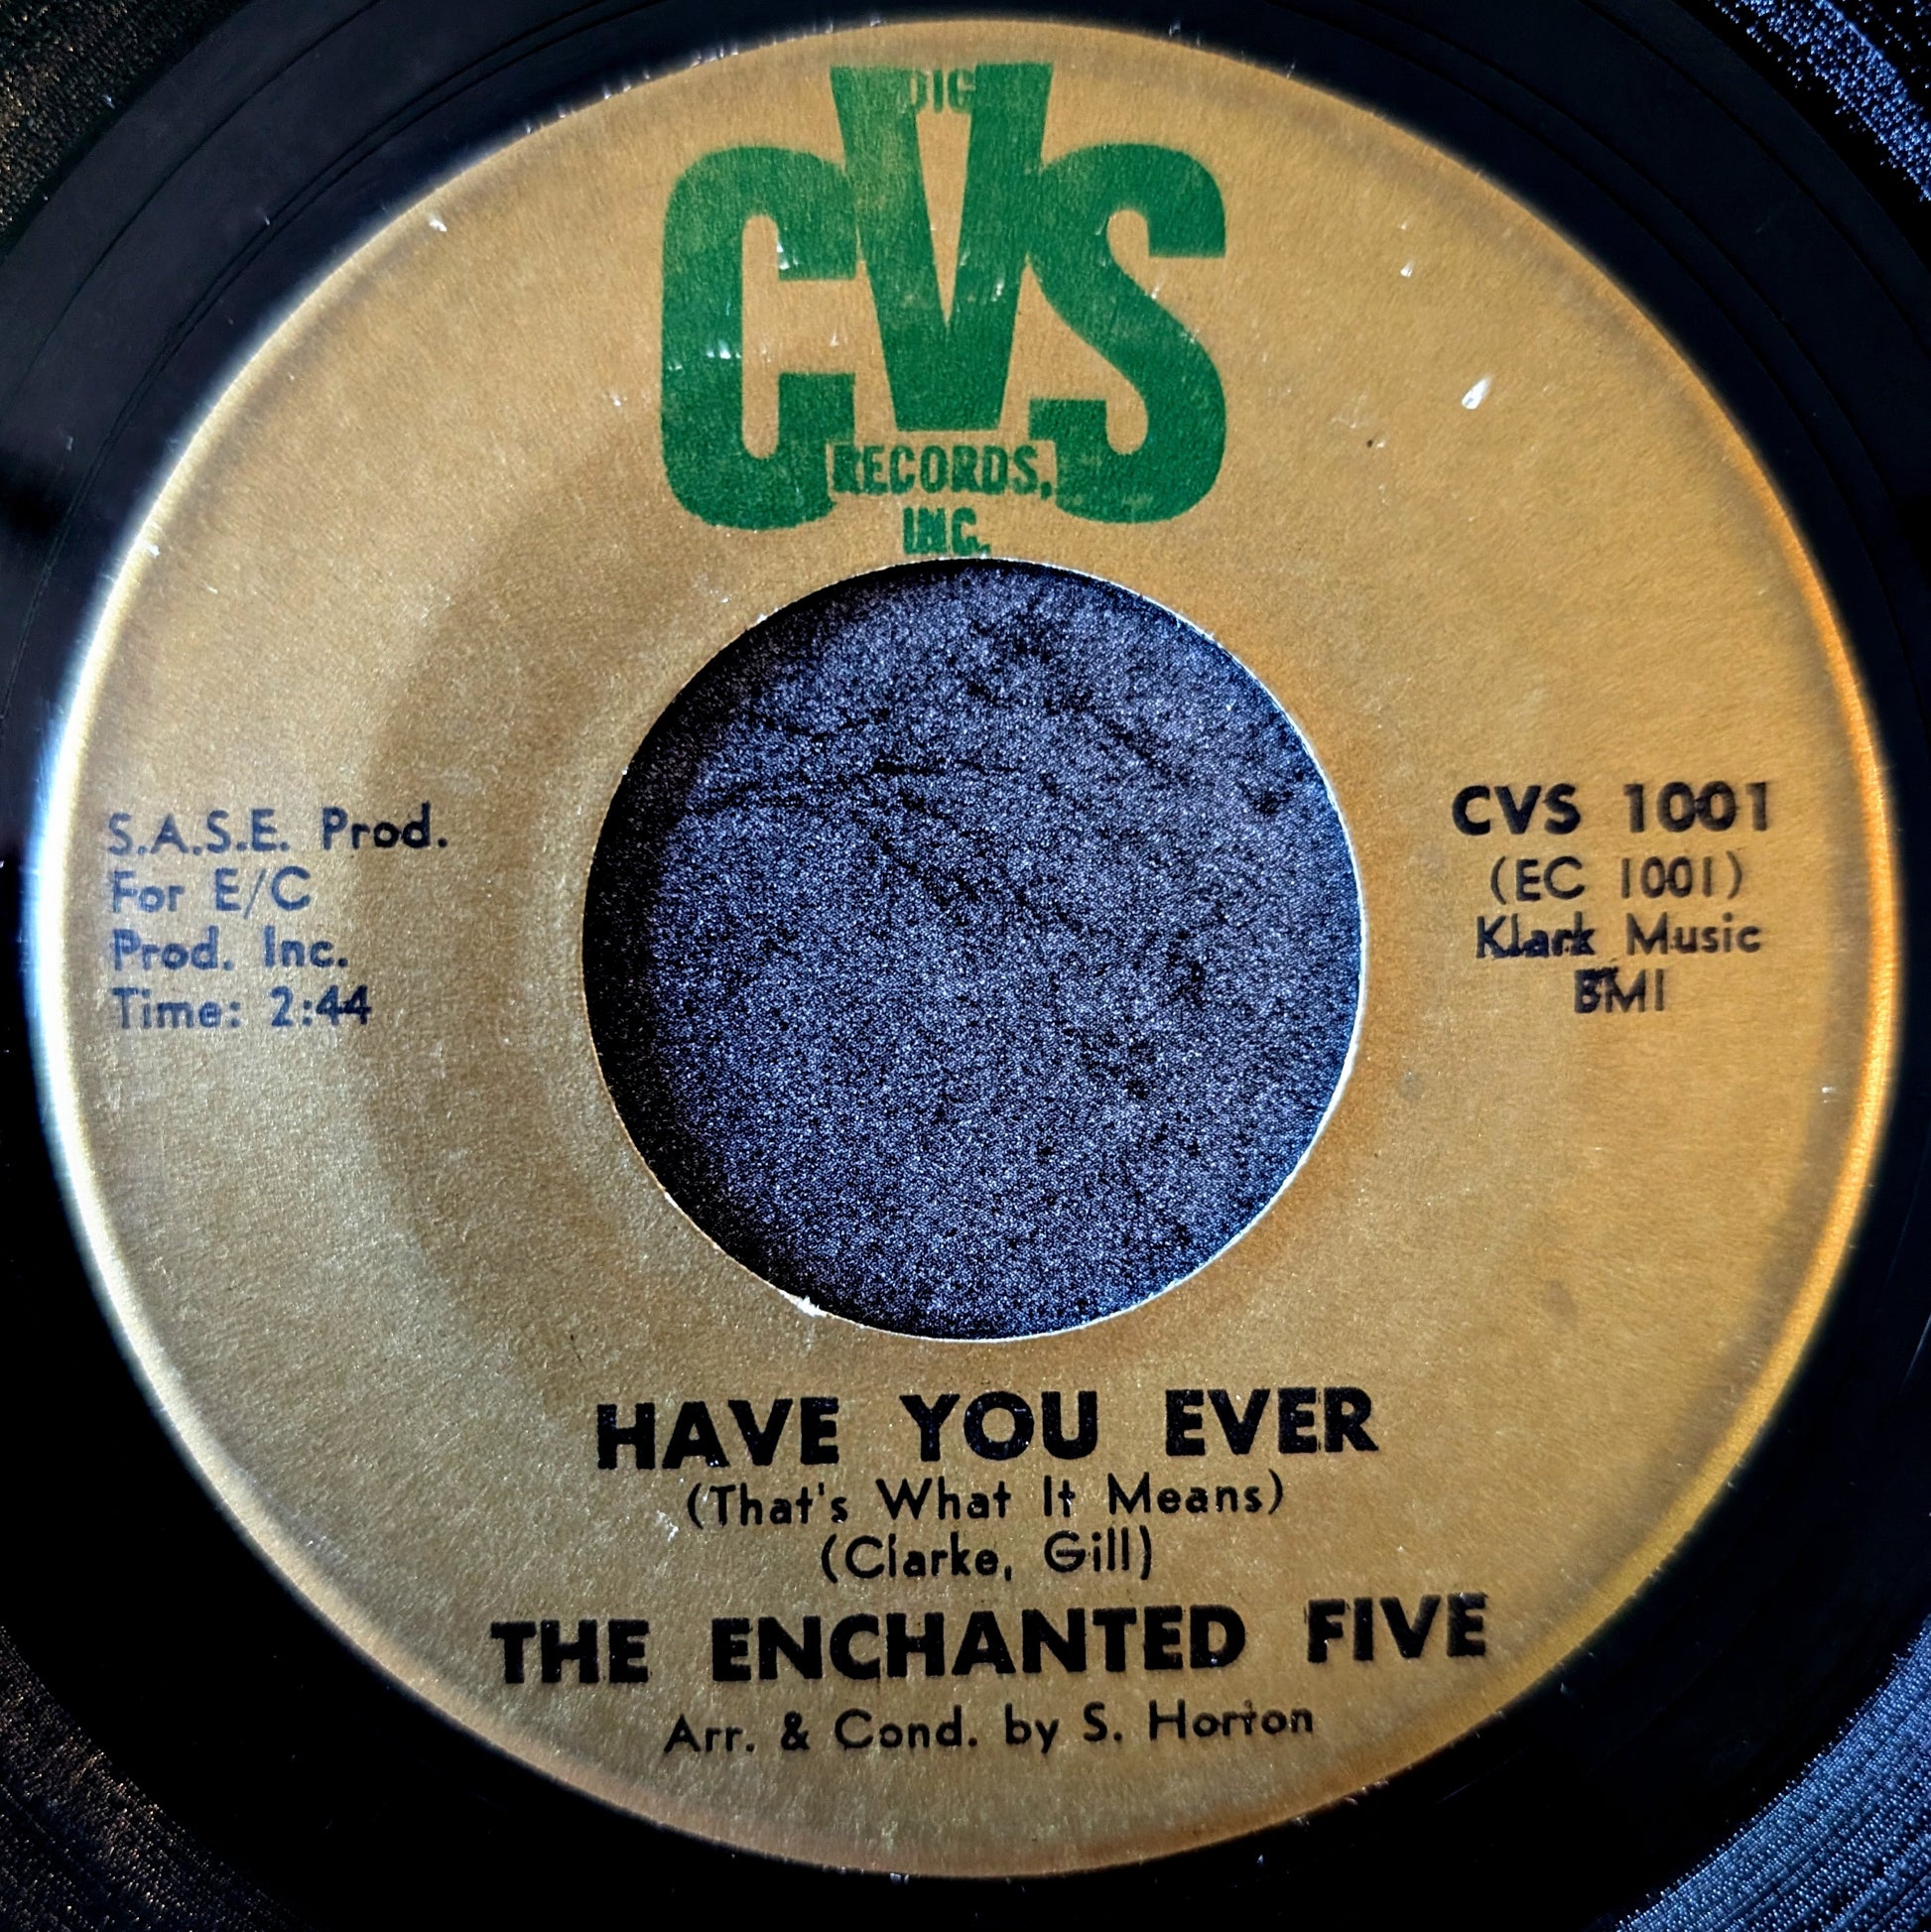 DIG
CVS
RECORDS,
INC.
S.A.S.E. Prod.
For E/C
Prod. Inc.
Time: 2:44
CVS 1001
(EC 1001)
Klark Music
BMI
HAVE YOU EVER
(That's What It Means)
(Clarke, Gill)
THE ENCHANTED FIVE
Arr. & Cond. by S. Horton